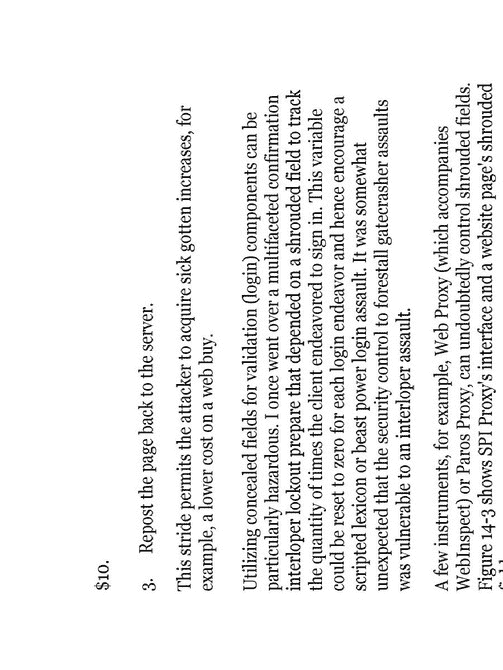 $10.
3. Repost the page back to the server.
This stride permits the attacker to acquire sick gotten increases, for
example, a lower cost on a web buy.
Utilizing concealed fields for validation (login) components can be
particularly hazardous. I once went over a multifaceted confirmation
interloper lockout prepare that depended on a shrouded field to track
the quantity of times the client endeavored to sign in. This variable
could be reset to zero for each login endeavor and hence encourage a
scripted lexicon or beast power login assault. It was somewhat
unexpected that the security control to forestall gatecrasher assaults
was vulnerable to an interloper assault.
A few instruments, for example, Web Proxy (which accompanies
WebInspect) or Paros Proxy, can undoubtedly control shrouded fields.
Figure 14-3 shows SPI Proxy's interface and a website page's shrouded